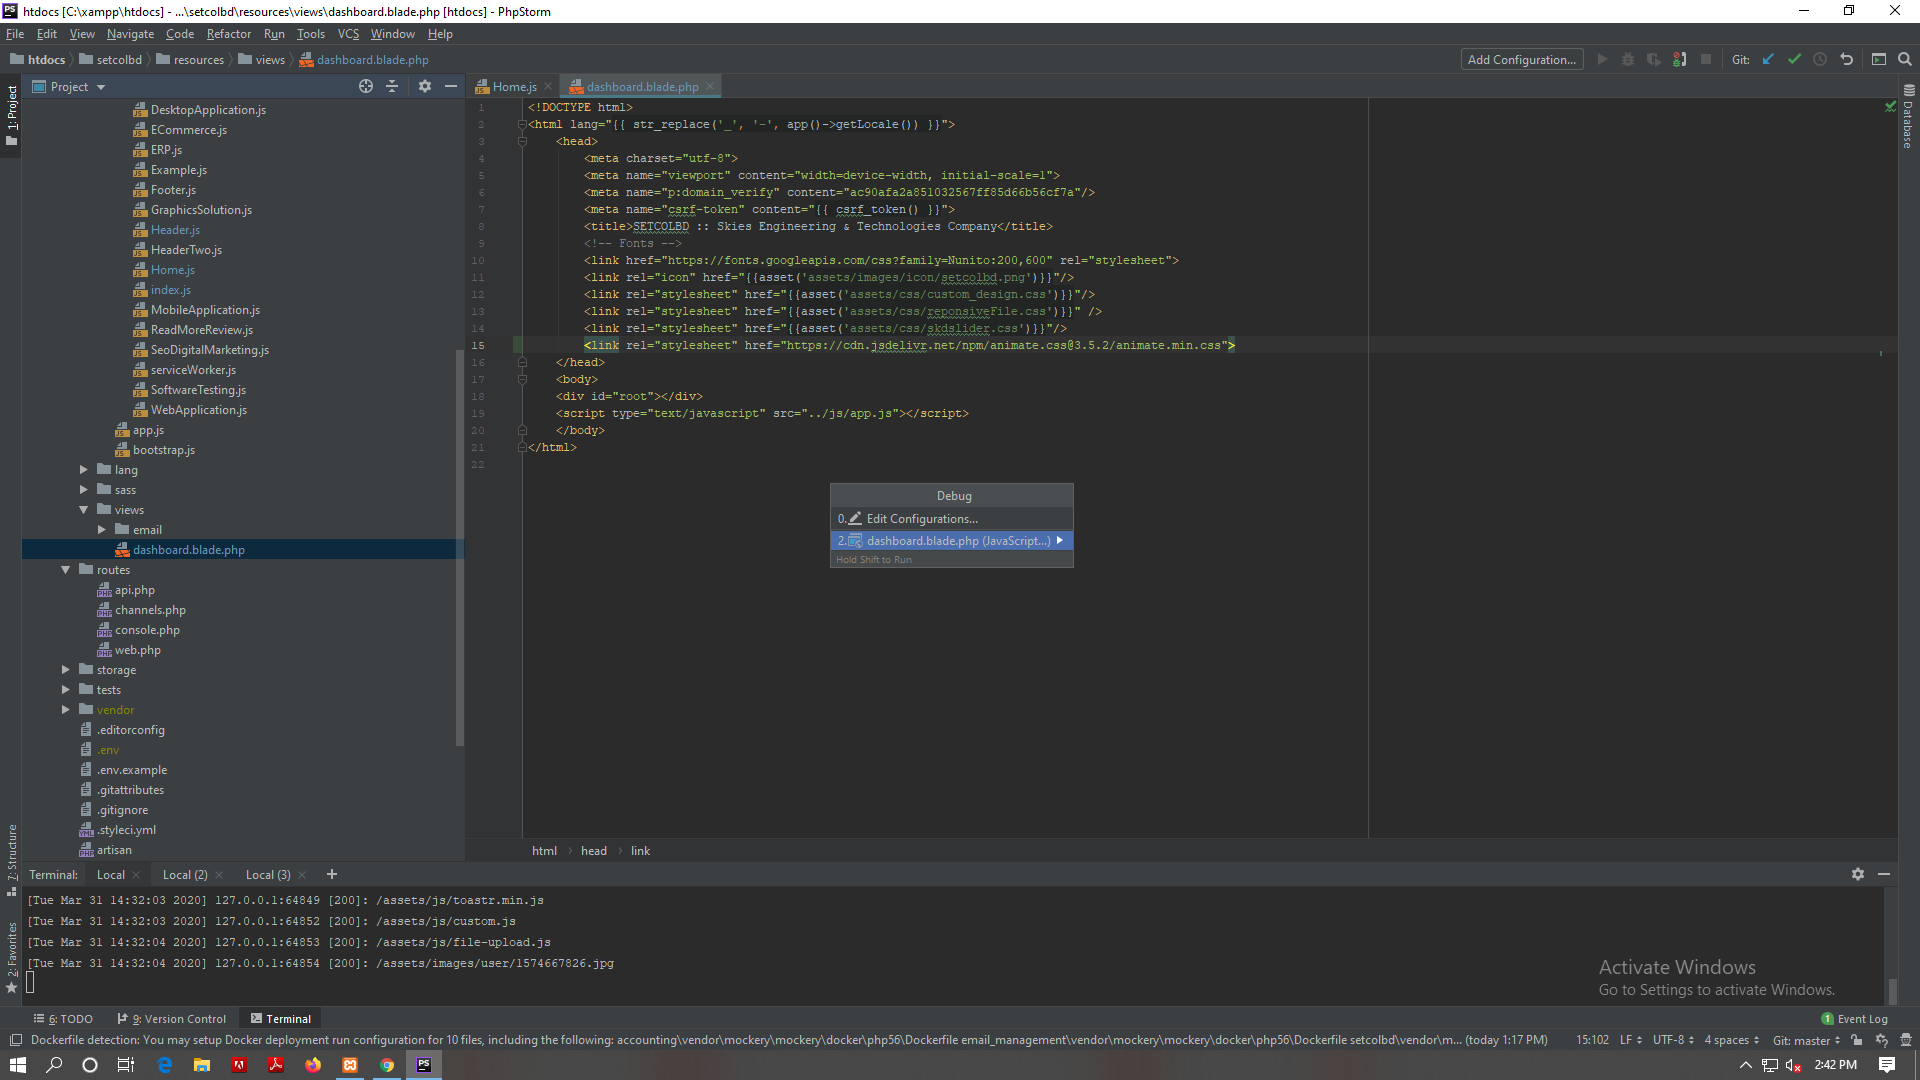 htdocs [C:\xampp\htdocs] - ...\setcolbd\resources\views\dashboard.blade.php [htdocs] - PhpStorm
File Edit View Navigate Code Refactor Run Tools VCS Window Help
htdocs setcolbd resources views dashboard.blade.php
Add Configuration...
Git:
1: Project
Project
DesktopApplication.js
ECommerce.js
ERP.js
Example.js
Footer.js
GraphicsSolution.js
Header.js
HeaderTwo.js
Home.js
index.js
MobileApplication.js
ReadMoreReview.js
SeoDigitalMarketing.js
serviceWorker.js
SoftwareTesting.js
WebApplication.js
app.js
bootstrap.js
lang
sass
views
email
dashboard.blade.php
routes
api.php
channels.php
console.php
web.php
storage
tests
vendor
.editorconfig
.env
.env.example
.gitattributes
.gitignore
.styleci.yml
artisan
Home.js dashboard.blade.php
1 <!DOCTYPE html>
2 <html lang="{{ str_replace('_', '-', app()->getLocale()) }}">
3 <head>
4 <meta charset="utf-8">
5 <meta name="viewport" content="width=device-width, initial-scale=1">
6 <meta name="p:domain_verify" content="ac90afa2a851032567ff85d66b56cf7a"/>
7 <meta name="csrf-token" content="{{ csrf_token() }}">
8 <title>SETCOLBD :: Skies Engineering & Technologies Company</title>
9 <!-- Fonts -->
10 <link href="https://fonts.googleapis.com/css?family=Nunito:200,600" rel="stylesheet">
11 <link rel="icon" href="{{asset('assets/images/icon/setcolbd.png')}}"/>
12 <link rel="stylesheet" href="{{asset('assets/css/custom_design.css')}}"/>
13 <link rel="stylesheet" href="{{asset('assets/css/reponsiveFile.css')}}" />
14 <link rel="stylesheet" href="{{asset('assets/css/skdslider.css')}}"/>
15 <link rel="stylesheet" href="https://cdn.jsdelivr.net/npm/animate.css@3.5.2/animate.min.css">
16 </head>
17 <body>
18 <div id="root"></div>
19 <script type="text/javascript" src="../js/app.js"></script>
20 </body>
21 </html>
22
Debug
0. Edit Configurations...
2. dashboard.blade.php (JavaScript...)
Hold Shift to Run
Database
html head link
7: Structure
2: Favorites
Terminal: Local Local (2) Local (3) +
[Tue Mar 31 14:32:03 2020] 127.0.0.1:64849 [200]: /assets/js/toastr.min.js
[Tue Mar 31 14:32:03 2020] 127.0.0.1:64852 [200]: /assets/js/custom.js
[Tue Mar 31 14:32:04 2020] 127.0.0.1:64853 [200]: /assets/js/file-upload.js
[Tue Mar 31 14:32:04 2020] 127.0.0.1:64854 [200]: /assets/images/user/1574667826.jpg
Activate Windows
Go to Settings to activate Windows.
6: TODO 9: Version Control Terminal 1 Event Log
Dockerfile detection: You may setup Docker deployment run configuration for 10 files, including the following: accounting\vendor\mockery\mockery\docker\php56\Dockerfile email_management\vendor\mockery\mockery\docker\php56\Dockerfile setcolbd\vendor\m... (today 1:17 PM) 15:102 LF UTF-8 4 spaces Git: master
PS 2:42 PM